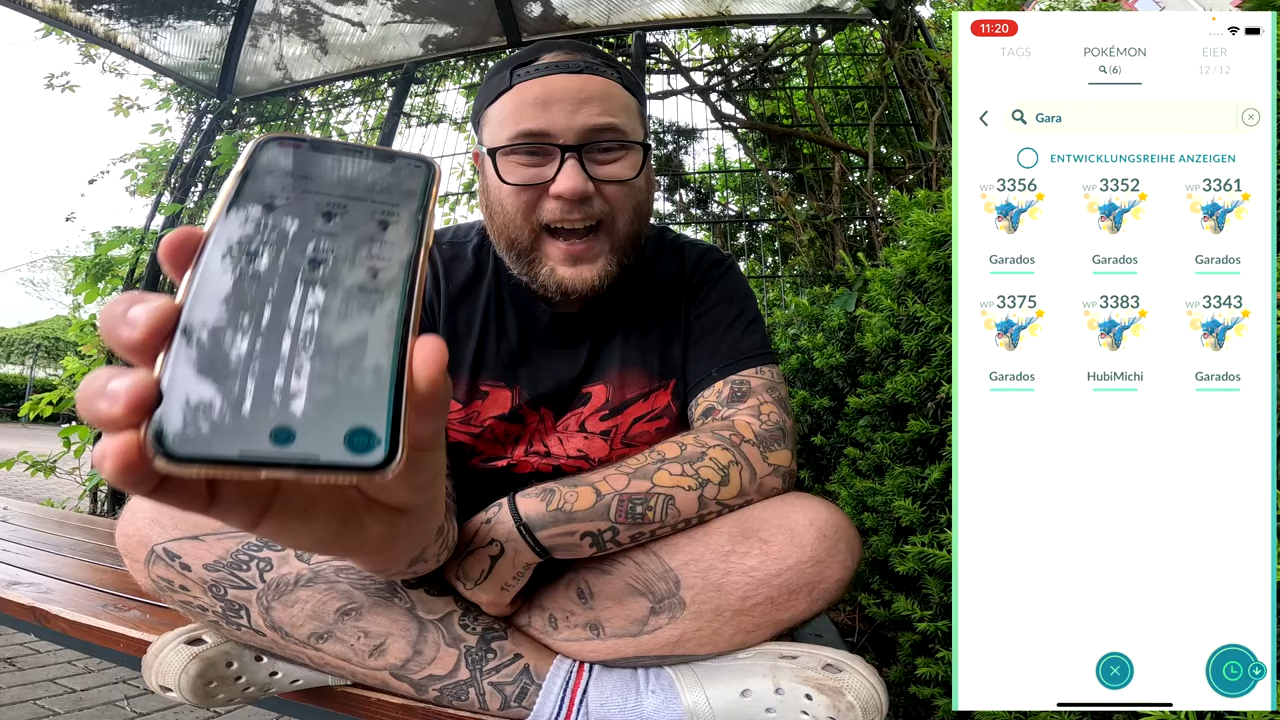 11:20
TAGS
POKÉMON
EIER
(6)
12 / 12
Gara
ENTWICKLUNGSREIHE ANZEIGEN
WP 3356
WP 3352
WP 3361
Garados
Garados
Garados
WP 3375
WP 3383
WP 3343
Garados
HubiMichi
Garados